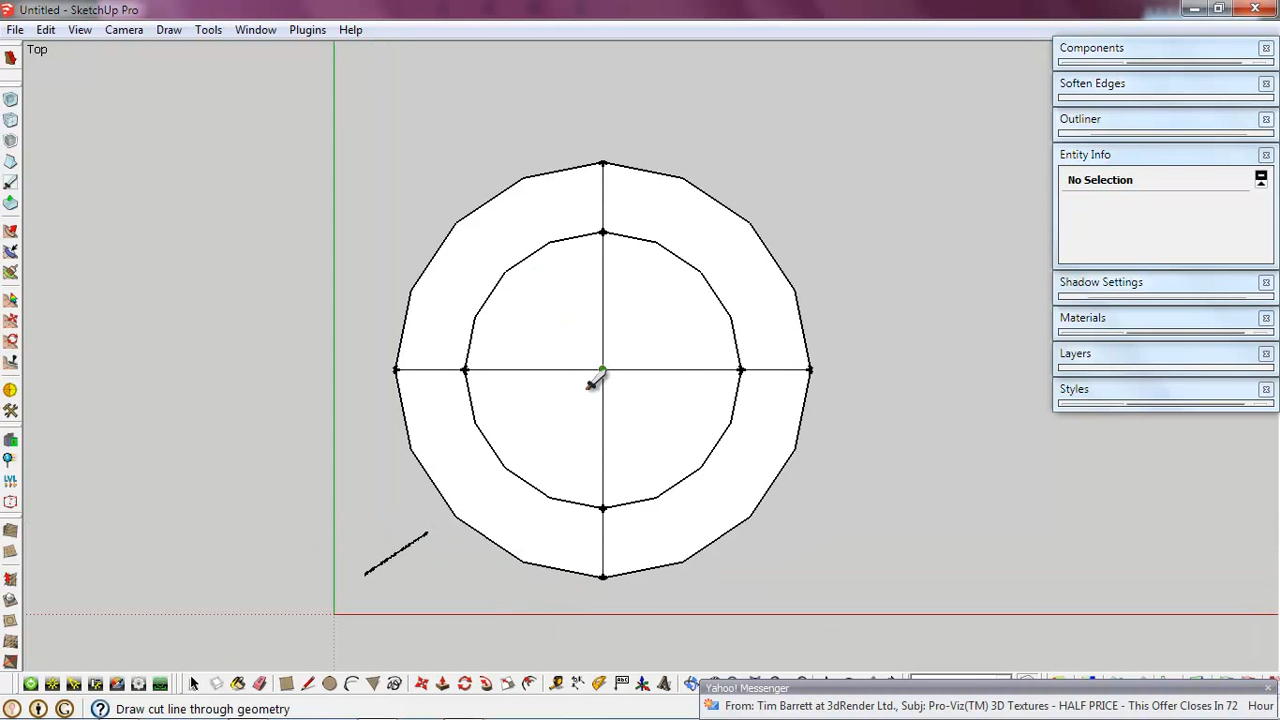 Untitled - SketchUp Pro
File Edit View Camera Draw Tools Window Plugins Help
Top
Components
Soften Edges
Outliner
Entity Info
No Selection
Shadow Settings
Materials
Layers
Styles
LVL
Yahoo! Messenger
From: Tim Barrett at 3dRender Ltd., Subj: Pro-Viz(TM) 3D Textures - HALF PRICE - This Offer Closes In 72 Hour
Draw cut line through geometry